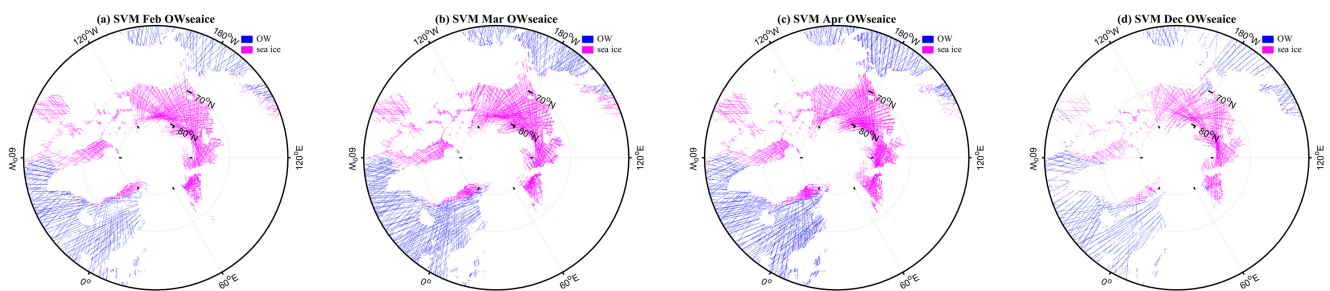 (a) SVM Feb OWseaice
120°W
180°W
OW
sea ice
70°N
80°N
60°W
120°E
0°
60°E
(b) SVM Mar OWseaice
120°W
180°W
OW
sea ice
70°N
80°N
60°W
120°E
0°
60°E
(c) SVM Apr OWseaice
120°W
180°W
OW
sea ice
70°N
80°N
60°W
120°E
0°
60°E
(d) SVM Dec OWseaice
120°W
180°W
OW
sea ice
70°N
80°N
60°W
120°E
0°
60°E